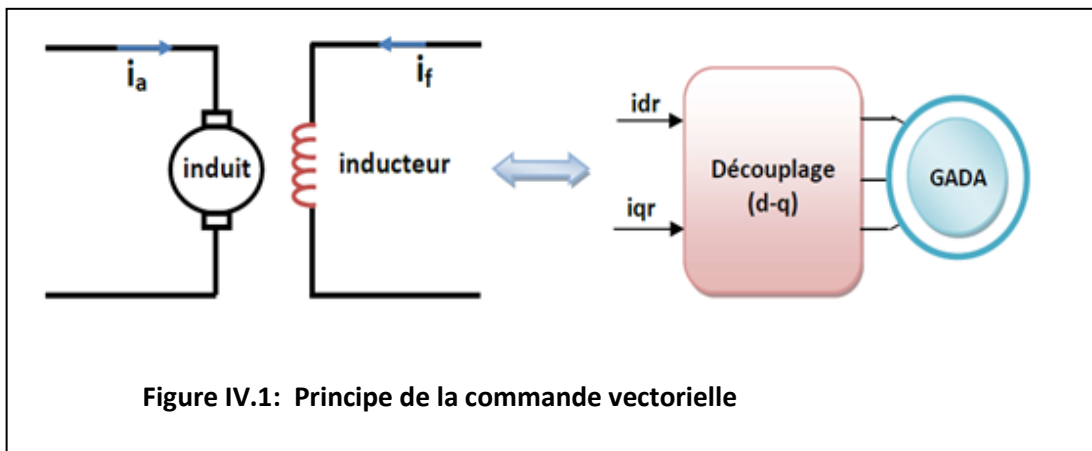 ia
if
induit
inducteur
idr
iqr
Découplage
(d-q)
GADA
Figure IV.1: Principe de la commande vectorielle